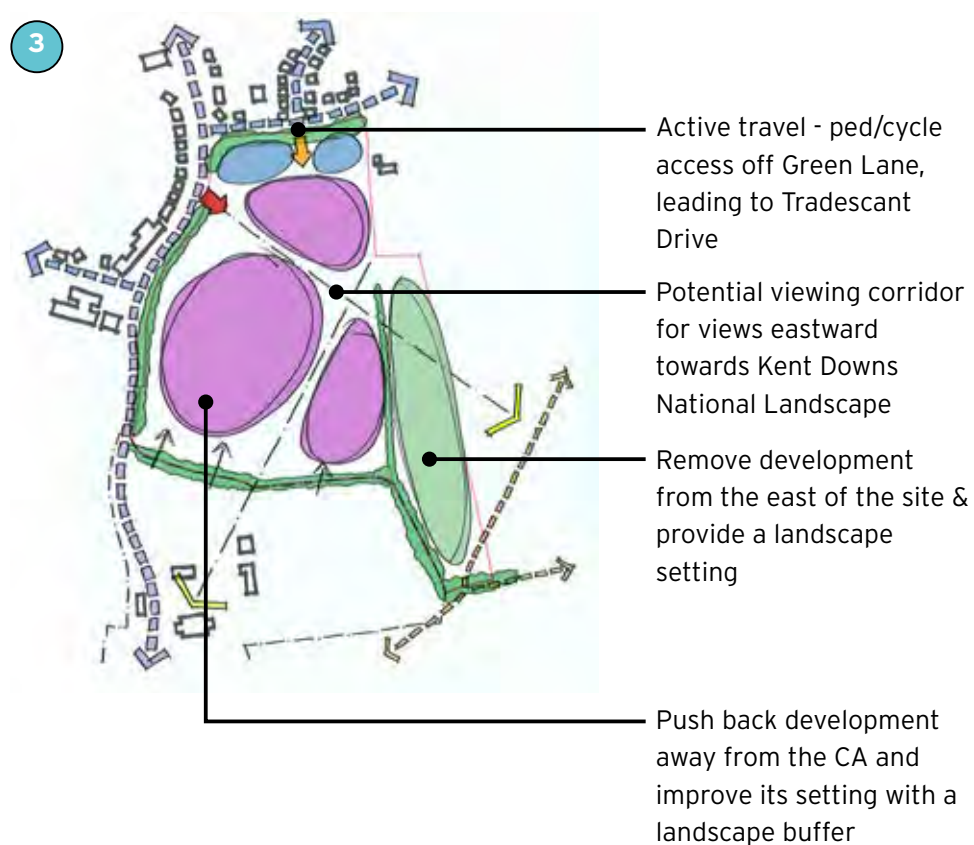 3
Active travel - ped/cycle
access off Green Lane,
leading to Tradescant
Drive
Potential viewing corridor
for views eastward
towards Kent Downs
National Landscape
Remove development
from the east of the site &
provide a landscape
setting
Push back development
away from the CA and
improve its setting with a
landscape buffer